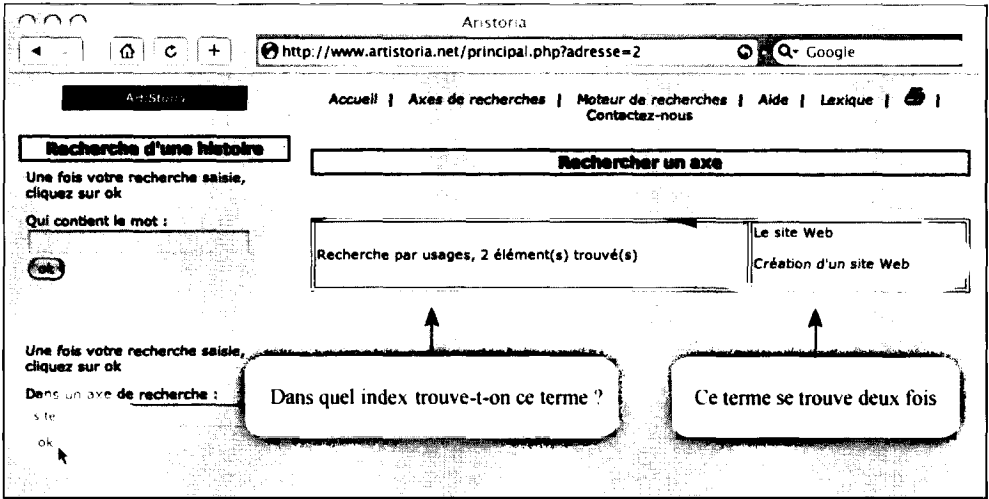 Aristoria
http://www.artistoria.net/principal.php?adresse=2
Google
Accueil | Axes de recherches | Moteur de recherches | Aide | Lexique | |
Contactez-nous
Recherche d'une histoire
Une fois votre recherche saisie,
cliquez sur ok
Qui contient le mot :
ok
Rechercher un axe
Recherche par usages, 2 élément(s) trouvé(s)
Le site Web
Création d'un site Web
Une fois votre recherche saisie,
cliquez sur ok
Dans un axe de recherche :
site
ok
Dans quel index trouve-t-on ce terme ?
Ce terme se trouve deux fois